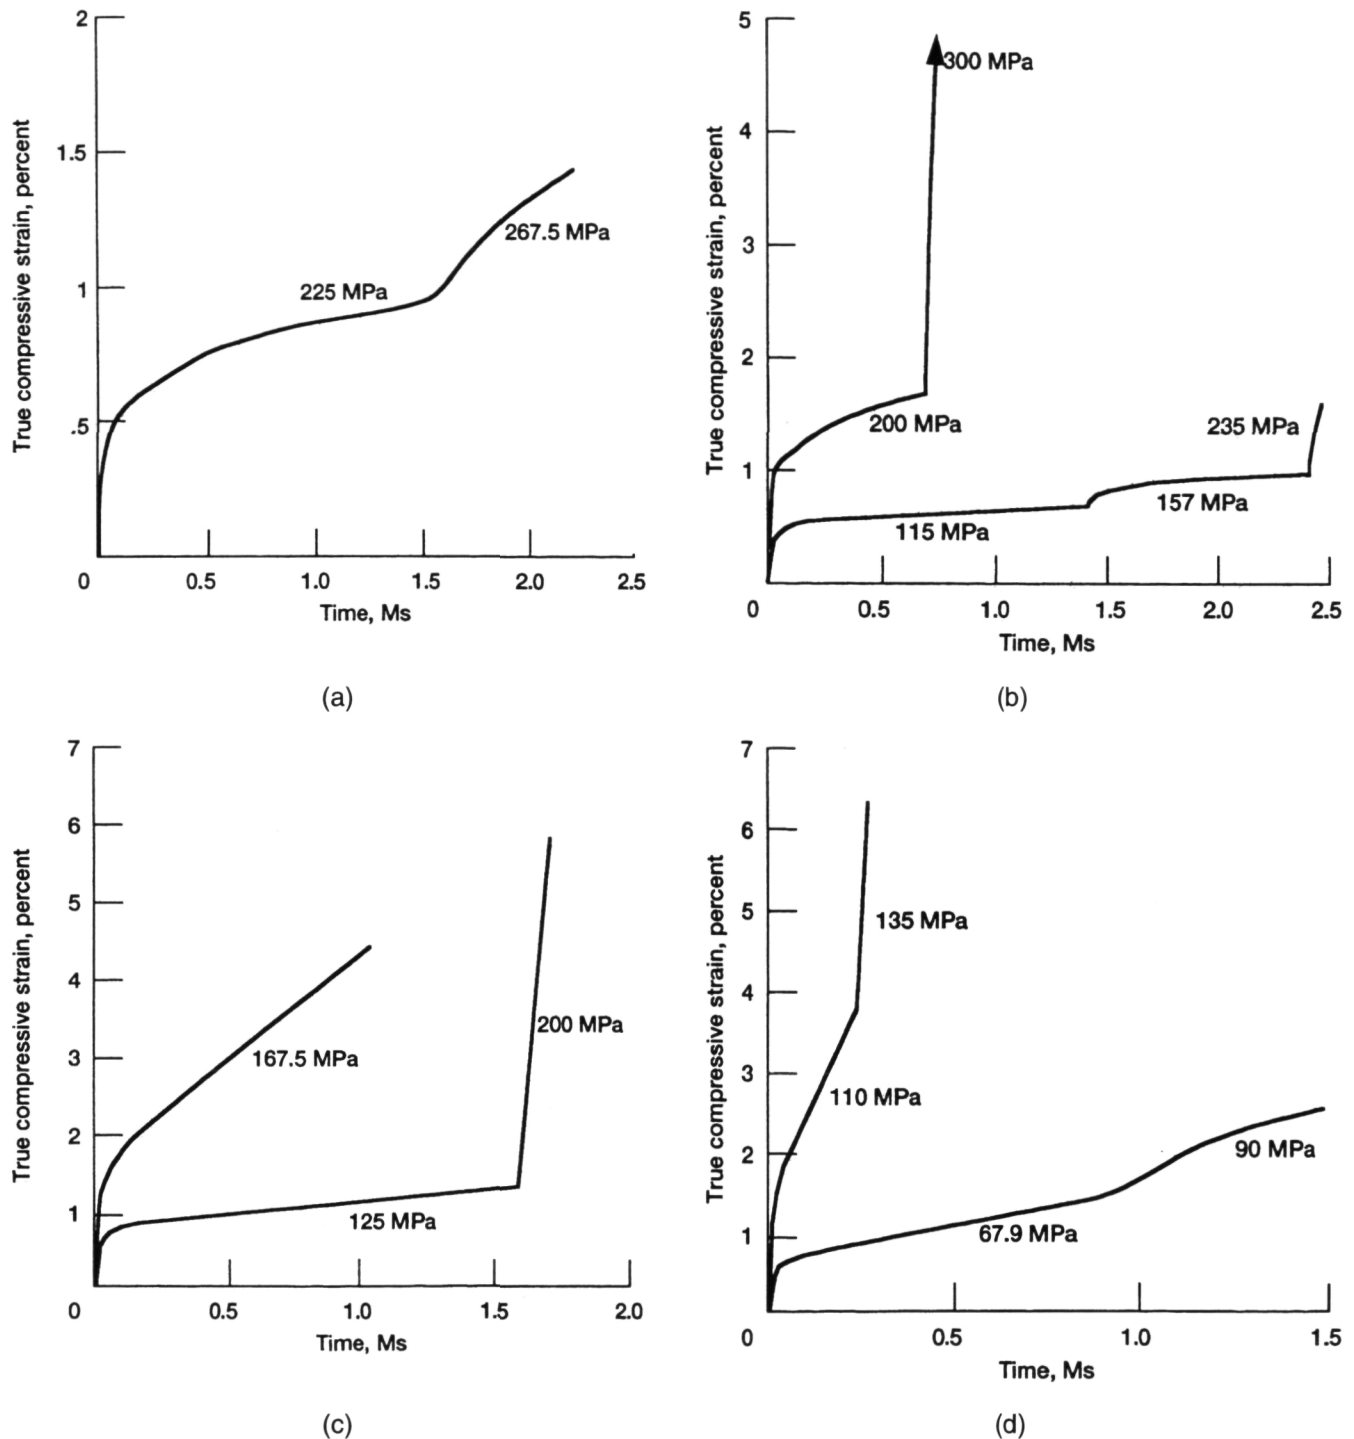 2
1.5
1
.5
0
0.5
1.0
1.5
2.0
2.5
True compressive strain, percent
Time, Ms
225 MPa
267.5 MPa
(a)
5
4
3
2
1
0
0.5
1.0
1.5
2.0
2.5
True compressive strain, percent
Time, Ms
300 MPa
200 MPa
235 MPa
157 MPa
115 MPa
(b)
7
6
5
4
3
2
1
0
0.5
1.0
1.5
2.0
True compressive strain, percent
Time, Ms
200 MPa
167.5 MPa
125 MPa
(c)
7
6
5
4
3
2
1
0
0.5
1.0
1.5
True compressive strain, percent
Time, Ms
135 MPa
110 MPa
90 MPa
67.9 MPa
(d)